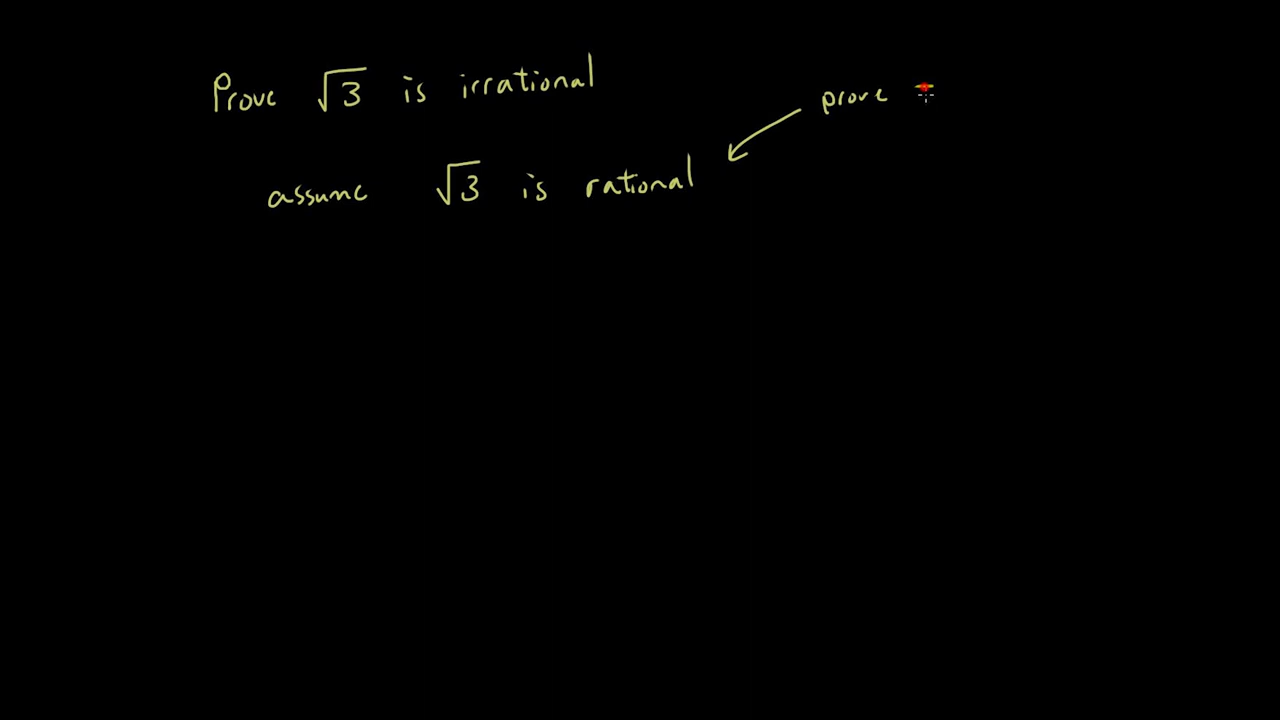 Prove √3 is irrational
prove
assume √3 is rational